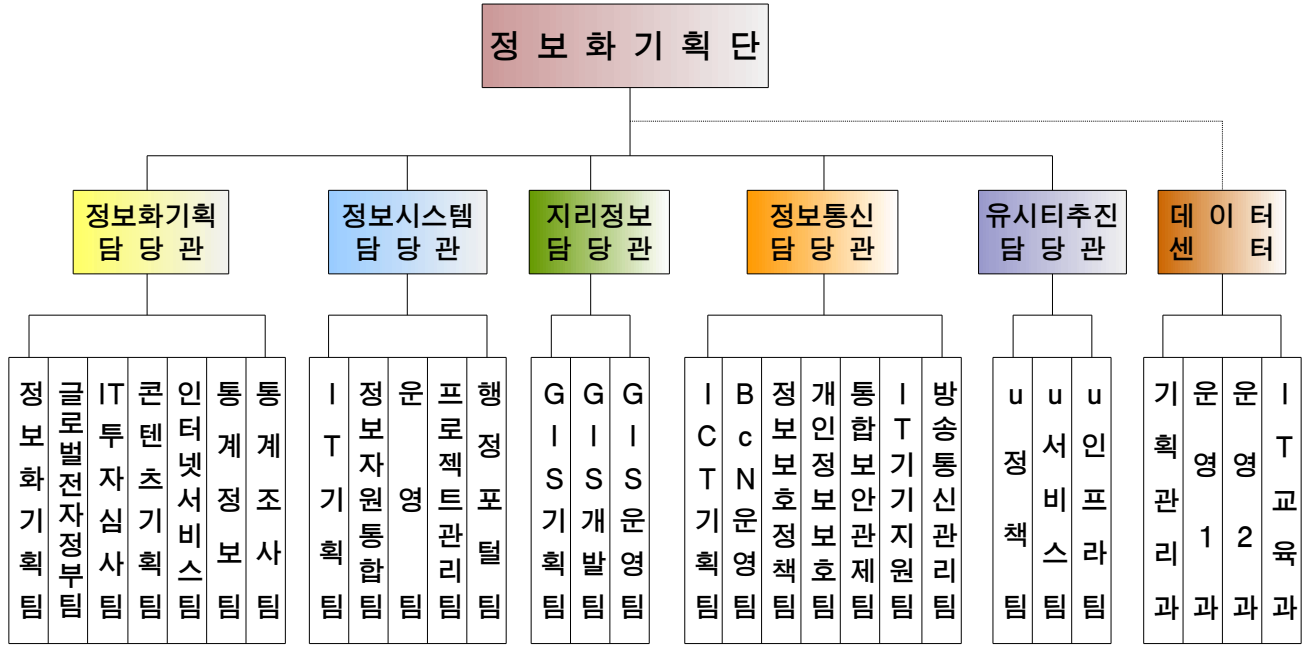 정 보 화 기 획 단
정보화기획
담 당 관
정보시스템
담 당 관
지리정보
담 당 관
정보통신
담 당 관
유시티추진
담 당 관
데 이 터
센 터
정보화기획팀
글로벌전자정부팀
IT투자심사팀
콘텐츠기획팀
인터넷서비스팀
통계정보팀
통계조사팀
IT기획팀
정보자원통합팀
운영팀
프로젝트관리팀
행정포털팀
GIS기획팀
GIS개발팀
GIS운영팀
ICT기획팀
BcN운영팀
정보보호정책팀
개인정보보호팀
통합보안관제팀
IT기기지원팀
방송통신관리팀
u정책팀
u서비스팀
u인프라팀
기획관리과
운영1과
운영2과
IT교육과